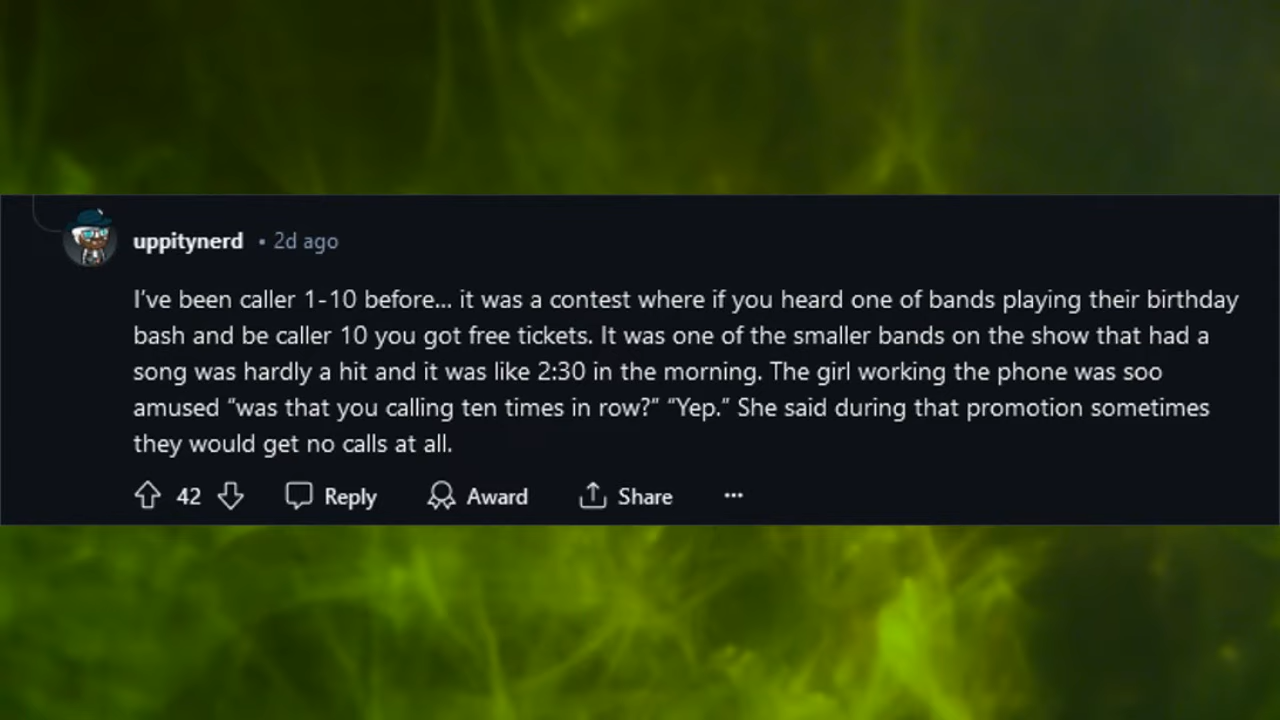 uppitynerd • 2d ago
I've been caller 1-10 before... it was a contest where if you heard one of bands playing their birthday
bash and be caller 10 you got free tickets. It was one of the smaller bands on the show that had a
song was hardly a hit and it was like 2:30 in the morning. The girl working the phone was soo
amused “was that you calling ten times in row?” “Yep.” She said during that promotion sometimes
they would get no calls at all.
42 Reply Award Share ...